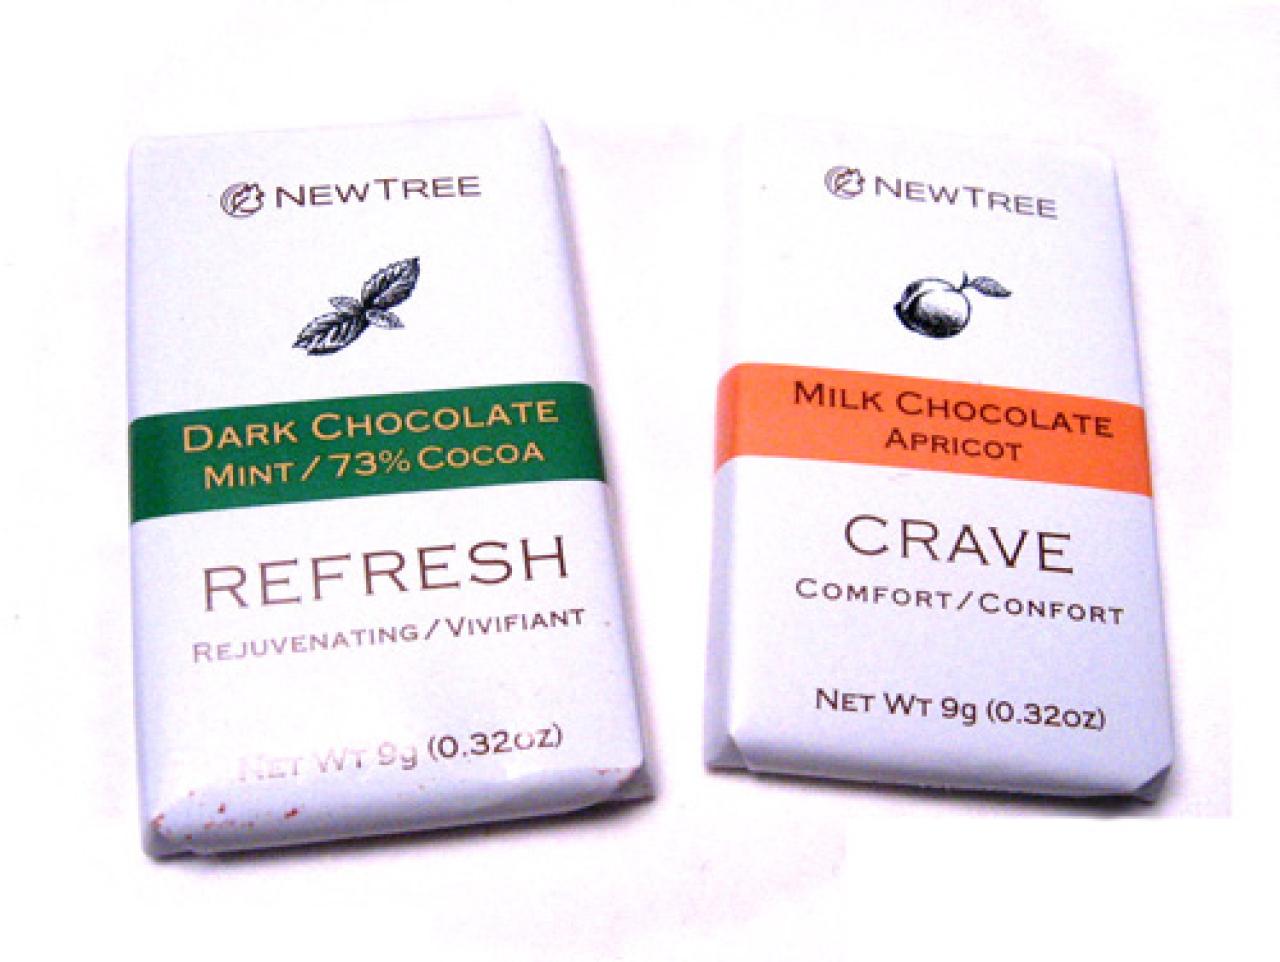 NEWTREE
DARK CHOCOLATE
MINT / 73% COCOA
REFRESH
REJUVENATING / VIVIFIANT
NET WT 9g (0.32oz)
NEWTREE
MILK CHOCOLATE
APRICOT
CRAVE
COMFORT / CONFORT
NET WT 9g (0.32oz)